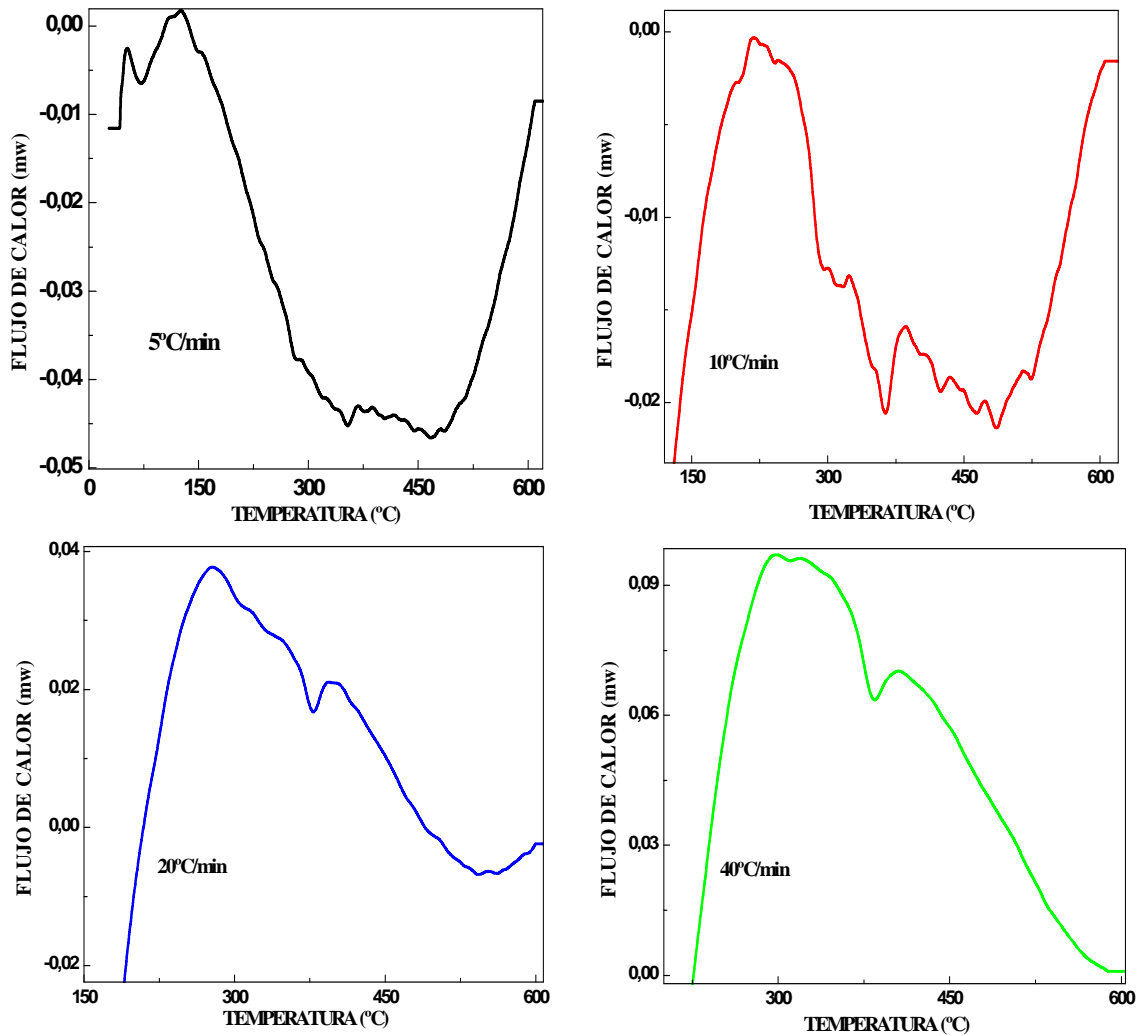 FLUJO DE CALOR (mw)
0,00
-0,01
-0,02
-0,03
-0,04
-0,05
5ºC/min
0 150 300 450 600
TEMPERATURA (ºC)
FLUJO DE CALOR (mw)
0,00
-0,01
-0,02
10ºC/min
150 300 450 600
TEMPERATURA (ºC)
FLUJO DE CALOR (mw)
0,04
0,02
0,00
-0,02
20ºC/min
150 300 450 600
TEMPERATURA (ºC)
FLUJO DE CALOR (mw)
0,09
0,06
0,03
0,00
40ºC/min
300 450 600
TEMPERATURA (ºC)